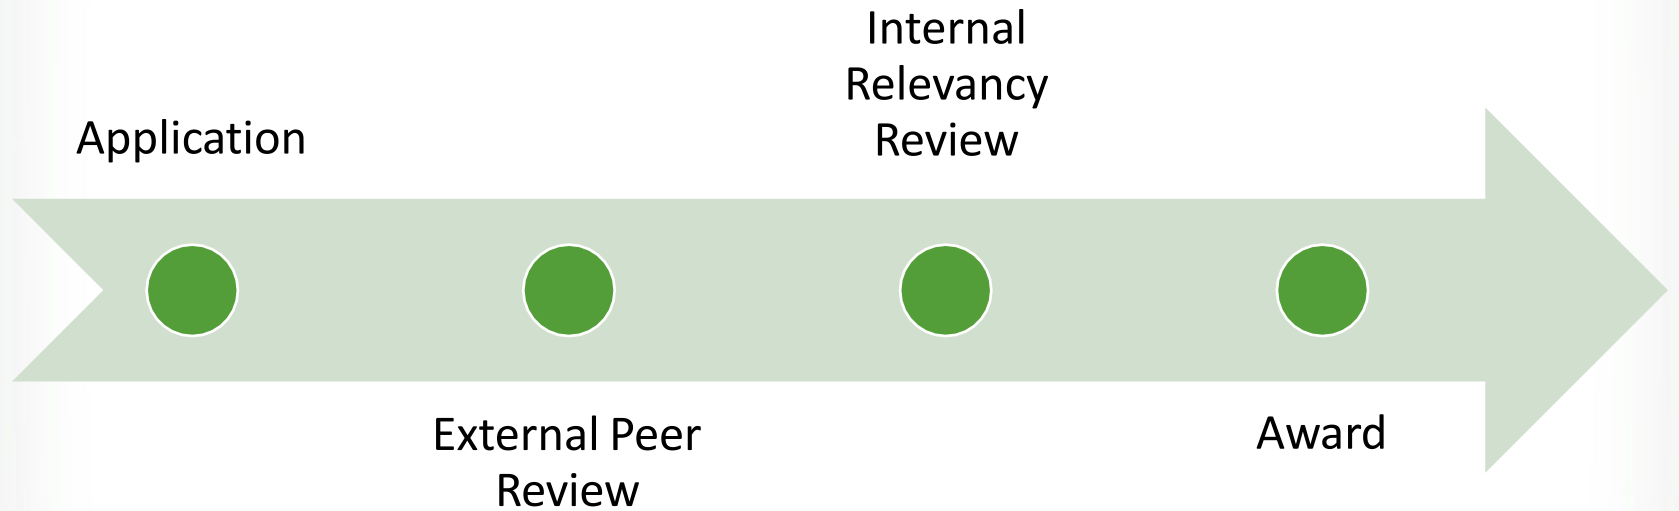 Application
External Peer
Review
Internal
Relevancy
Review
Award